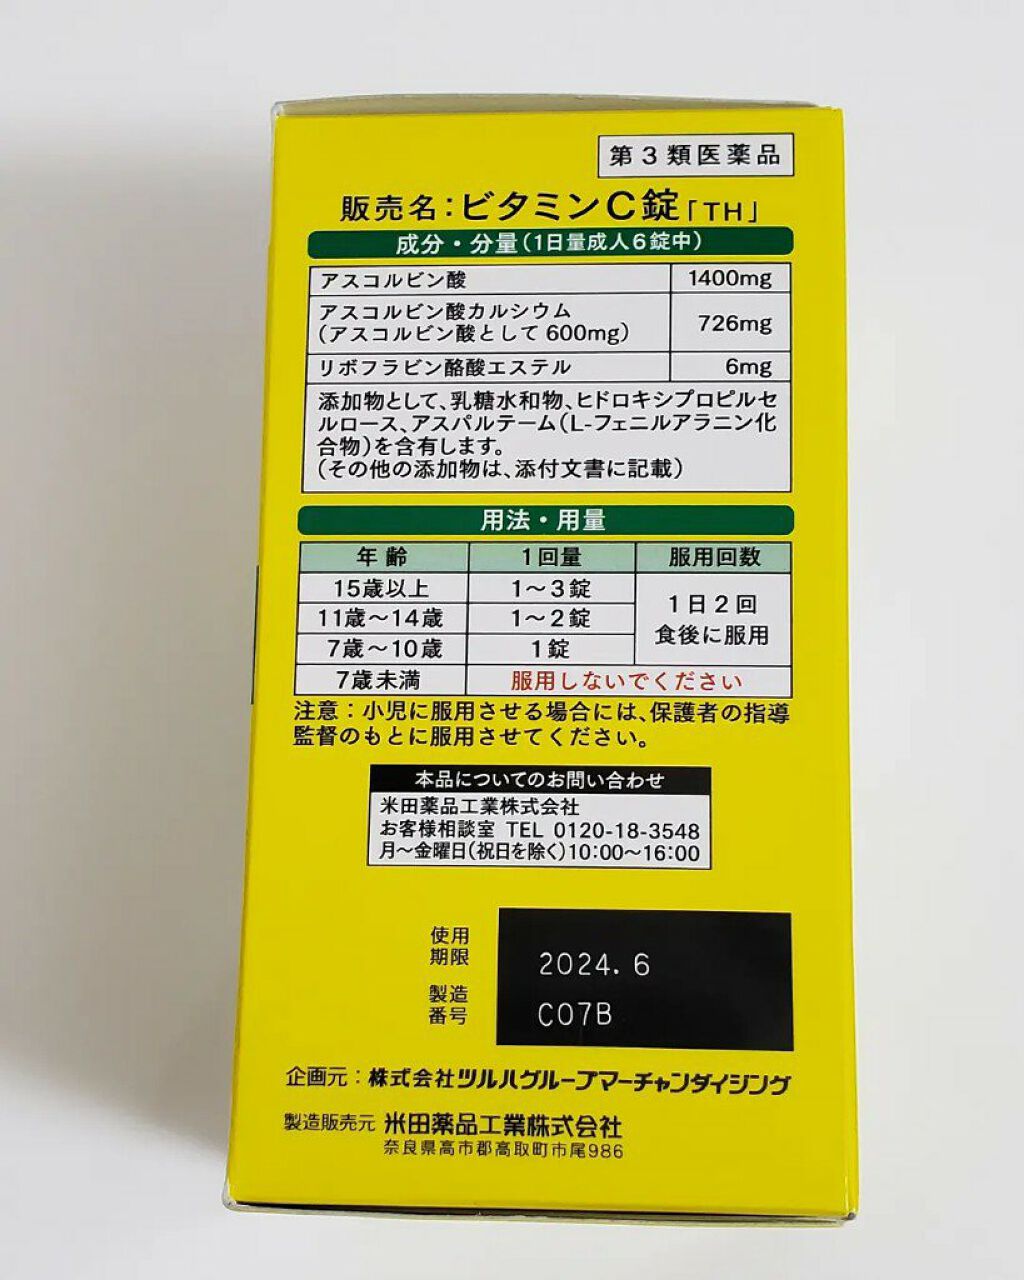 第3類医薬品
販売名：ビタミンC錠「TH」
成分・分量（1日量成人6錠中）
アスコルビン酸 1400mg
アスコルビン酸カルシウム
（アスコルビン酸として600mg） 726mg
リボフラビン酪酸エステル 6mg
添加物として、乳糖水和物、ヒドロキシプロピルセ
ルロース、アスパルテーム（L-フェニルアラニン化
合物）を含有します。
（その他の添加物は、添付文書に記載）
用法・用量
年齢 1回量 服用回数
15歳以上 1〜3錠
11歳〜14歳 1〜2錠
7歳〜10歳 1錠
1日2回
食後に服用
7歳未満 服用しないでください
注意：小児に服用させる場合には、保護者の指導
監督のもとに服用させてください。
本品についてのお問い合わせ
米田薬品工業株式会社
お客様相談室 TEL 0120-18-3548
月〜金曜日（祝日を除く）10：00〜16：00
使用
期限
2024.6
製造
番号
C07B
企画元：株式会社ツルハグループマーチャンダイジング
製造販売元 米田薬品工業株式会社
奈良県高市郡高取町市尾986